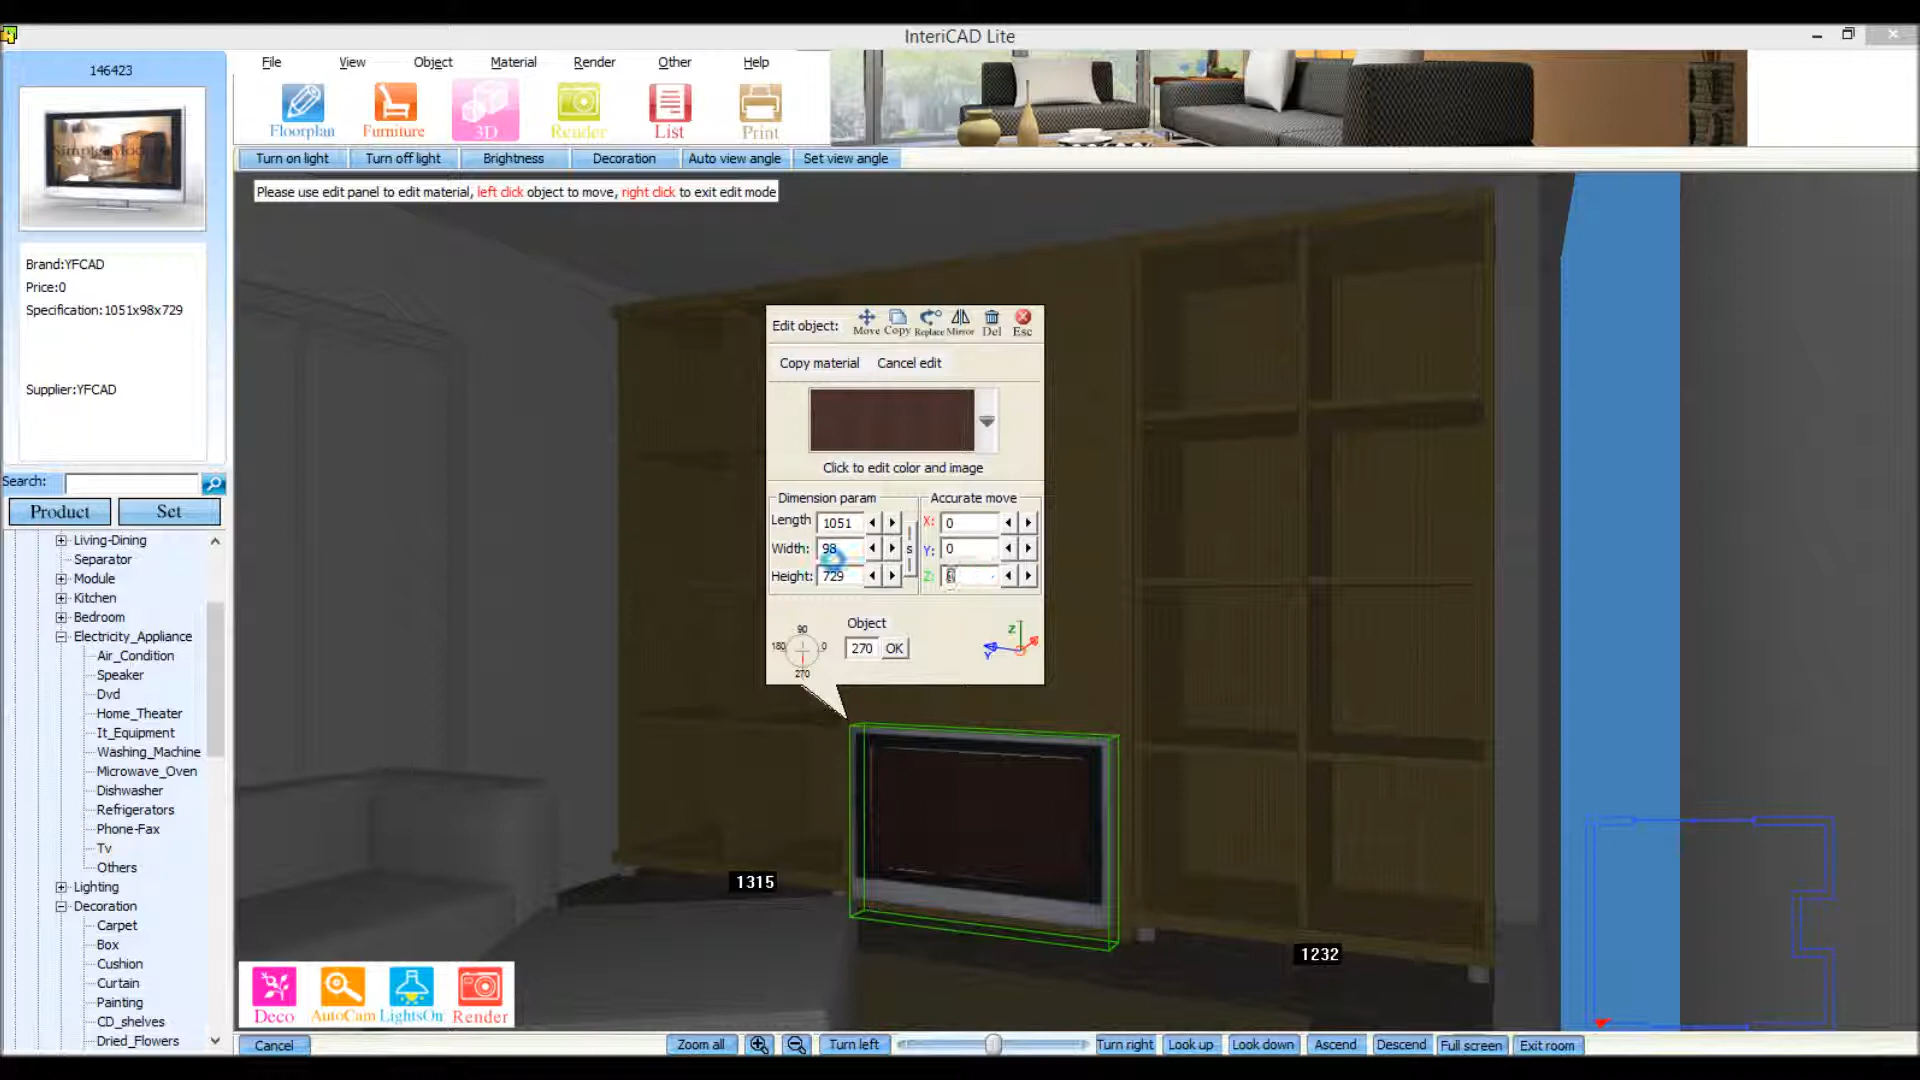 InteriCAD Lite
146423
File View Object Material Render Other Help
Floorplan Furniture 3D Render List Print
Turn on light Turn off light Brightness Decoration Auto view angle Set view angle
Please use edit panel to edit material, left click object to move, right click to exit edit mode
Brand:YFCAD
Price:0
Specification:1051x98x729
Supplier:YFCAD
Search:
Product Set
Living-Dining
Separator
Module
Kitchen
Bedroom
Electricity_Appliance
Air_Condition
Speaker
Dvd
Home_Theater
It_Equipment
Washing_Machine
Microwave_Oven
Dishwasher
Refrigerators
Phone-Fax
Tv
Others
Lighting
Decoration
Carpet
Box
Cushion
Curtain
Painting
CD_shelves
Dried_Flowers
Edit object: Move Copy Replace Mirror Del Esc
Copy material Cancel edit
Click to edit color and image
Dimension param Accurate move
Length 1051 X: 0
Width: 98 s Y: 0
Height: 729 Z:
Object
90
180 0
270
270 OK
Z
Y
1315
1232
Deco AutoCam LightsOn Render
Cancel Zoom all Turn left Turn right Look up Look down Ascend Descend Full screen Exit room